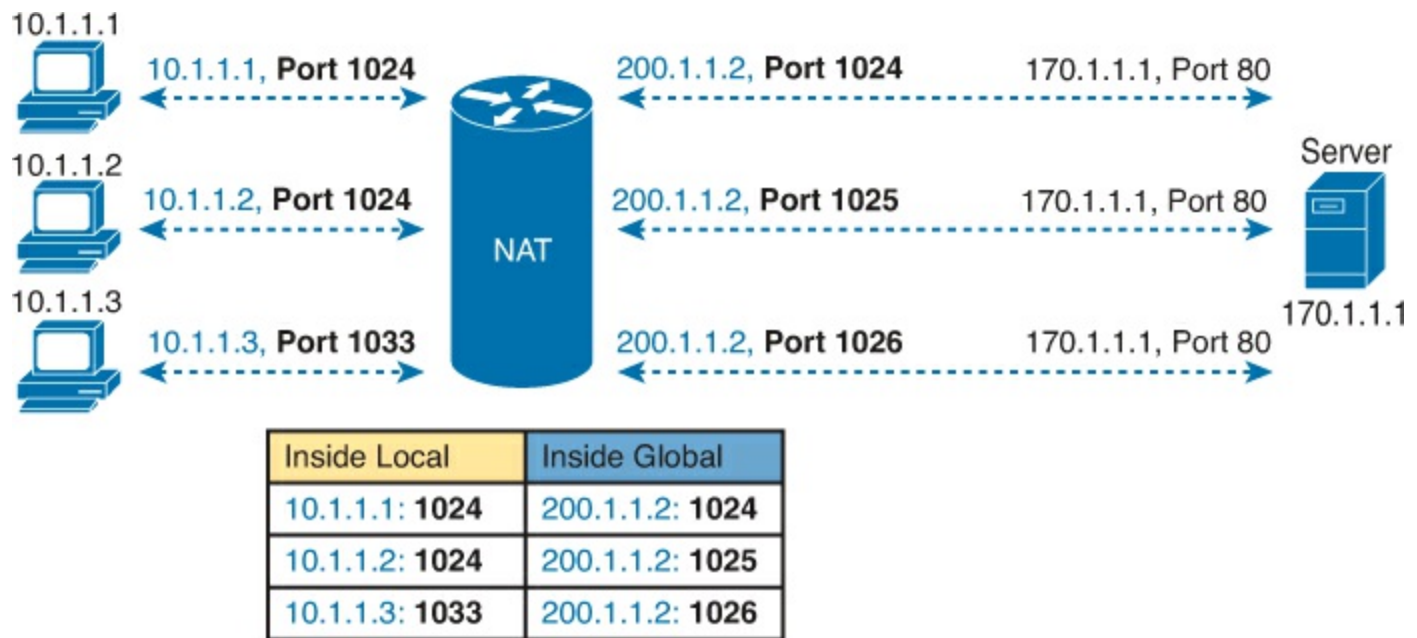 10.1.1.1
10.1.1.1, Port 1024
200.1.1.2, Port 1024
170.1.1.1, Port 80
10.1.1.2
10.1.1.2, Port 1024
NAT
200.1.1.2, Port 1025
170.1.1.1, Port 80
Server
170.1.1.1
10.1.1.3
10.1.1.3, Port 1033
200.1.1.2, Port 1026
170.1.1.1, Port 80
Inside Local Inside Global
10.1.1.1: 1024 200.1.1.2: 1024
10.1.1.2: 1024 200.1.1.2: 1025
10.1.1.3: 1033 200.1.1.2: 1026